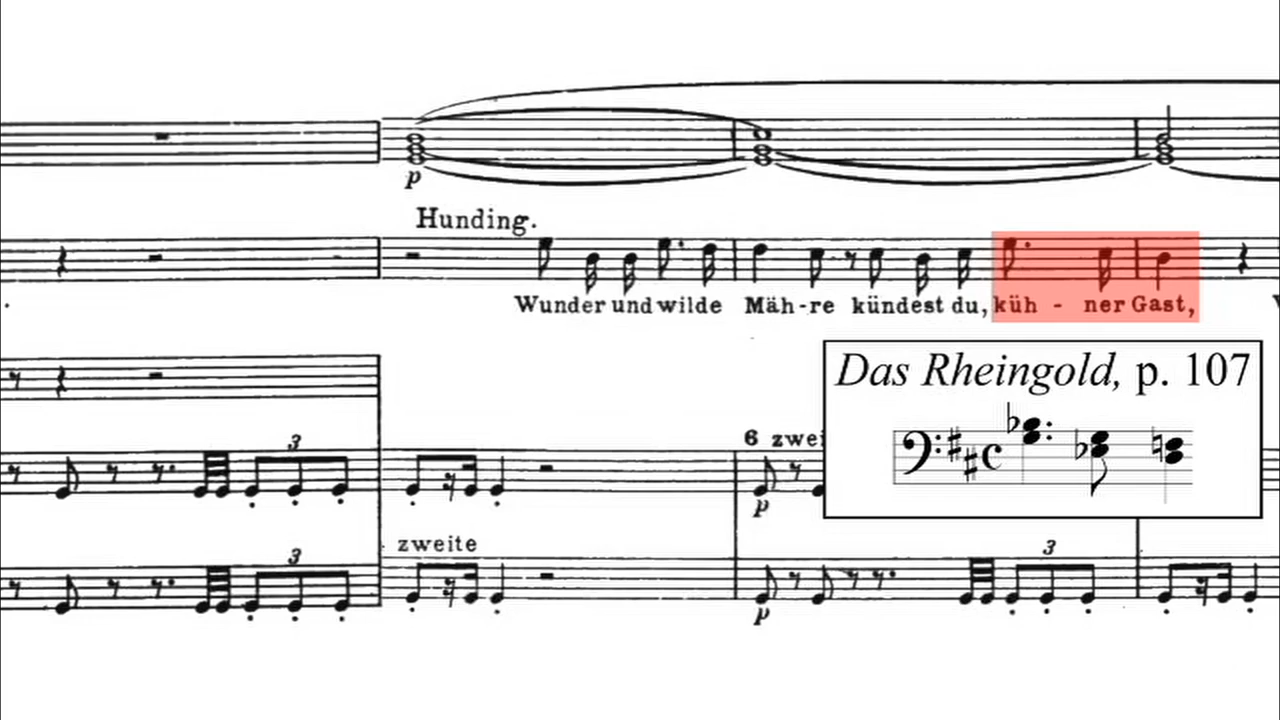 p
Hunding.
Wunder und wilde Mäh-re kündest du, küh - ner Gast,
Das Rheingold, p. 107
3
6 zwei
p
zweite
3
3
p